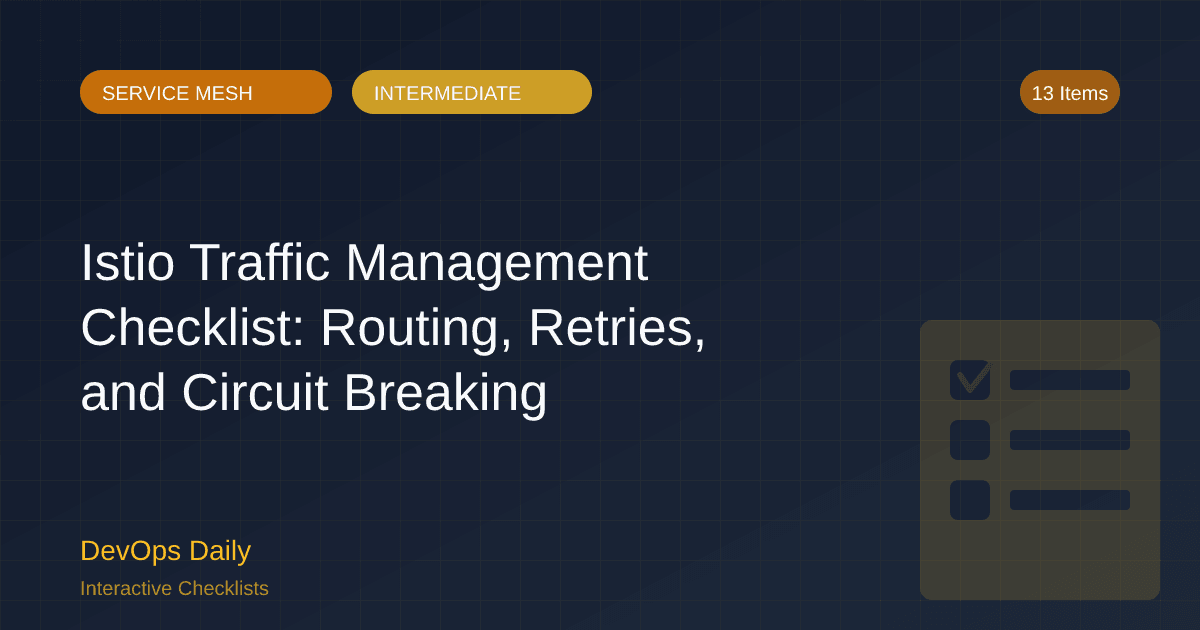 SERVICE MESH
INTERMEDIATE
13 Items
Istio Traffic Management
Checklist: Routing, Retries,
and Circuit Breaking
DevOps Daily
Interactive Checklists